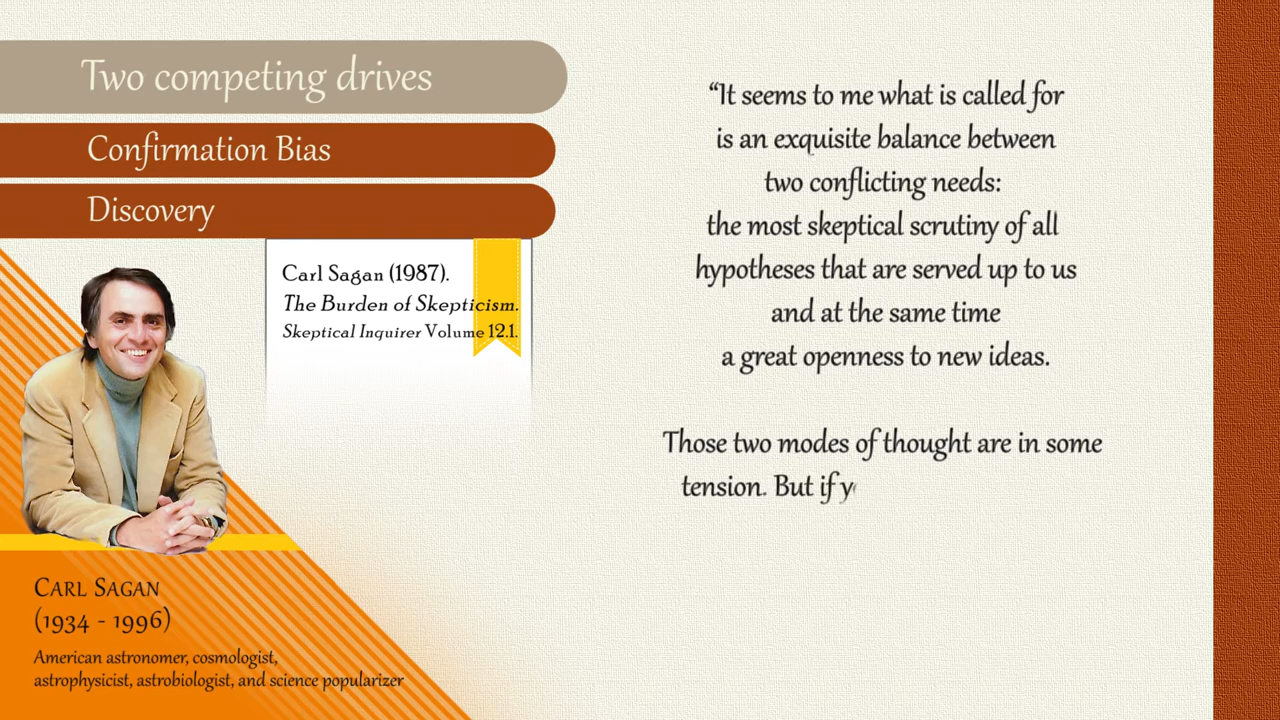 Two competing drives
Confirmation Bias
Discovery
Carl Sagan (1987).
The Burden of Skepticism.
Skeptical Inquirer Volume 12.1.
CARL SAGAN
(1934 - 1996)
American astronomer, cosmologist,
astrophysicist, astrobiologist, and science popularizer
“It seems to me what is called for
is an exquisite balance between
two conflicting needs:
the most skeptical scrutiny of all
hypotheses that are served up to us
and at the same time
a great openness to new ideas.
Those two modes of thought are in some
tension. But if